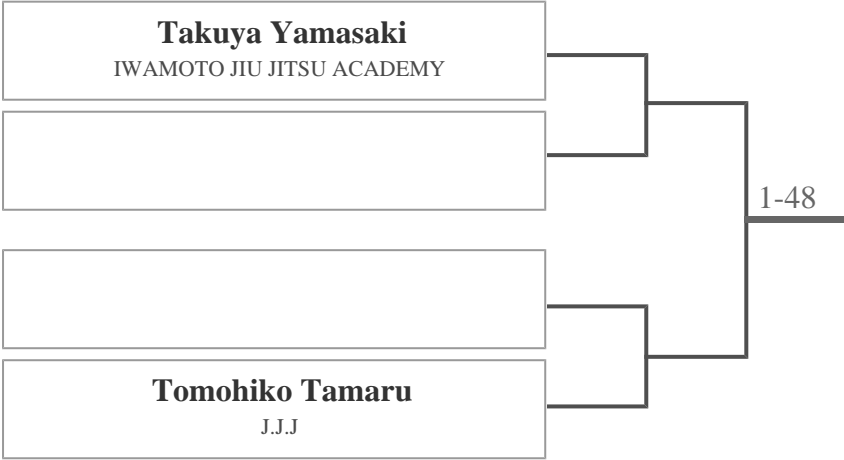 Takuya Yamasaki
IWAMOTO JIU JITSU ACADEMY
1-48
Tomohiko Tamaru
J.J.J